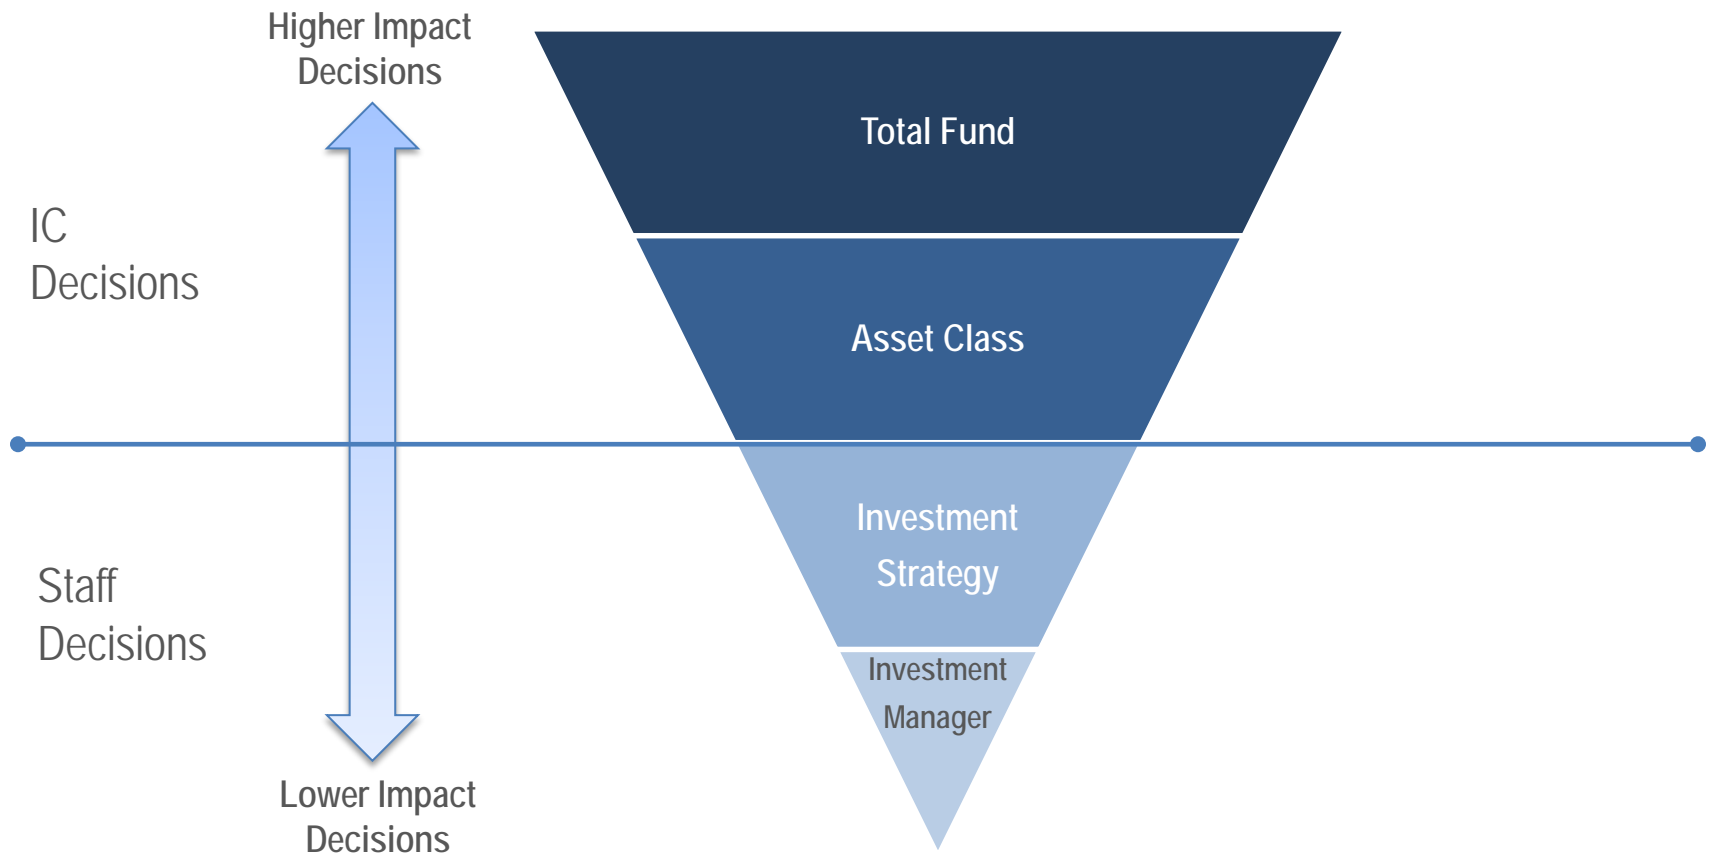 Higher Impact
Decisions
Total Fund
IC
Decisions
Asset Class
Investment
Strategy
Staff
Decisions
Investment
Manager
Lower Impact
Decisions